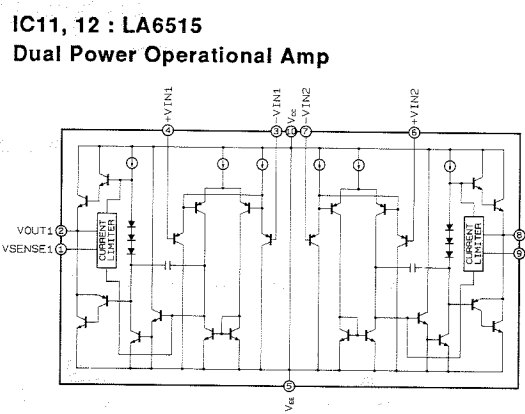 IC11, 12 : LA6515
Dual Power Operational Amp
+VIN1
-VIN1
Vcc
-VIN2
+VIN2
4
3
10
7
6
VOUT1 2
VSENSE1 1
CURRENT LIMITER
CURRENT LIMITER
8
9
5
VEE